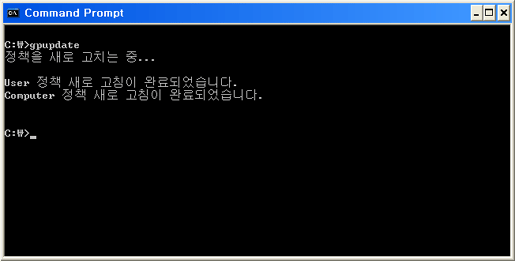 Command Prompt
C:₩>gpupdate
정책을 새로 고치는 중...
User 정책 새로 고침이 완료되었습니다.
Computer 정책 새로 고침이 완료되었습니다.
C:₩>_